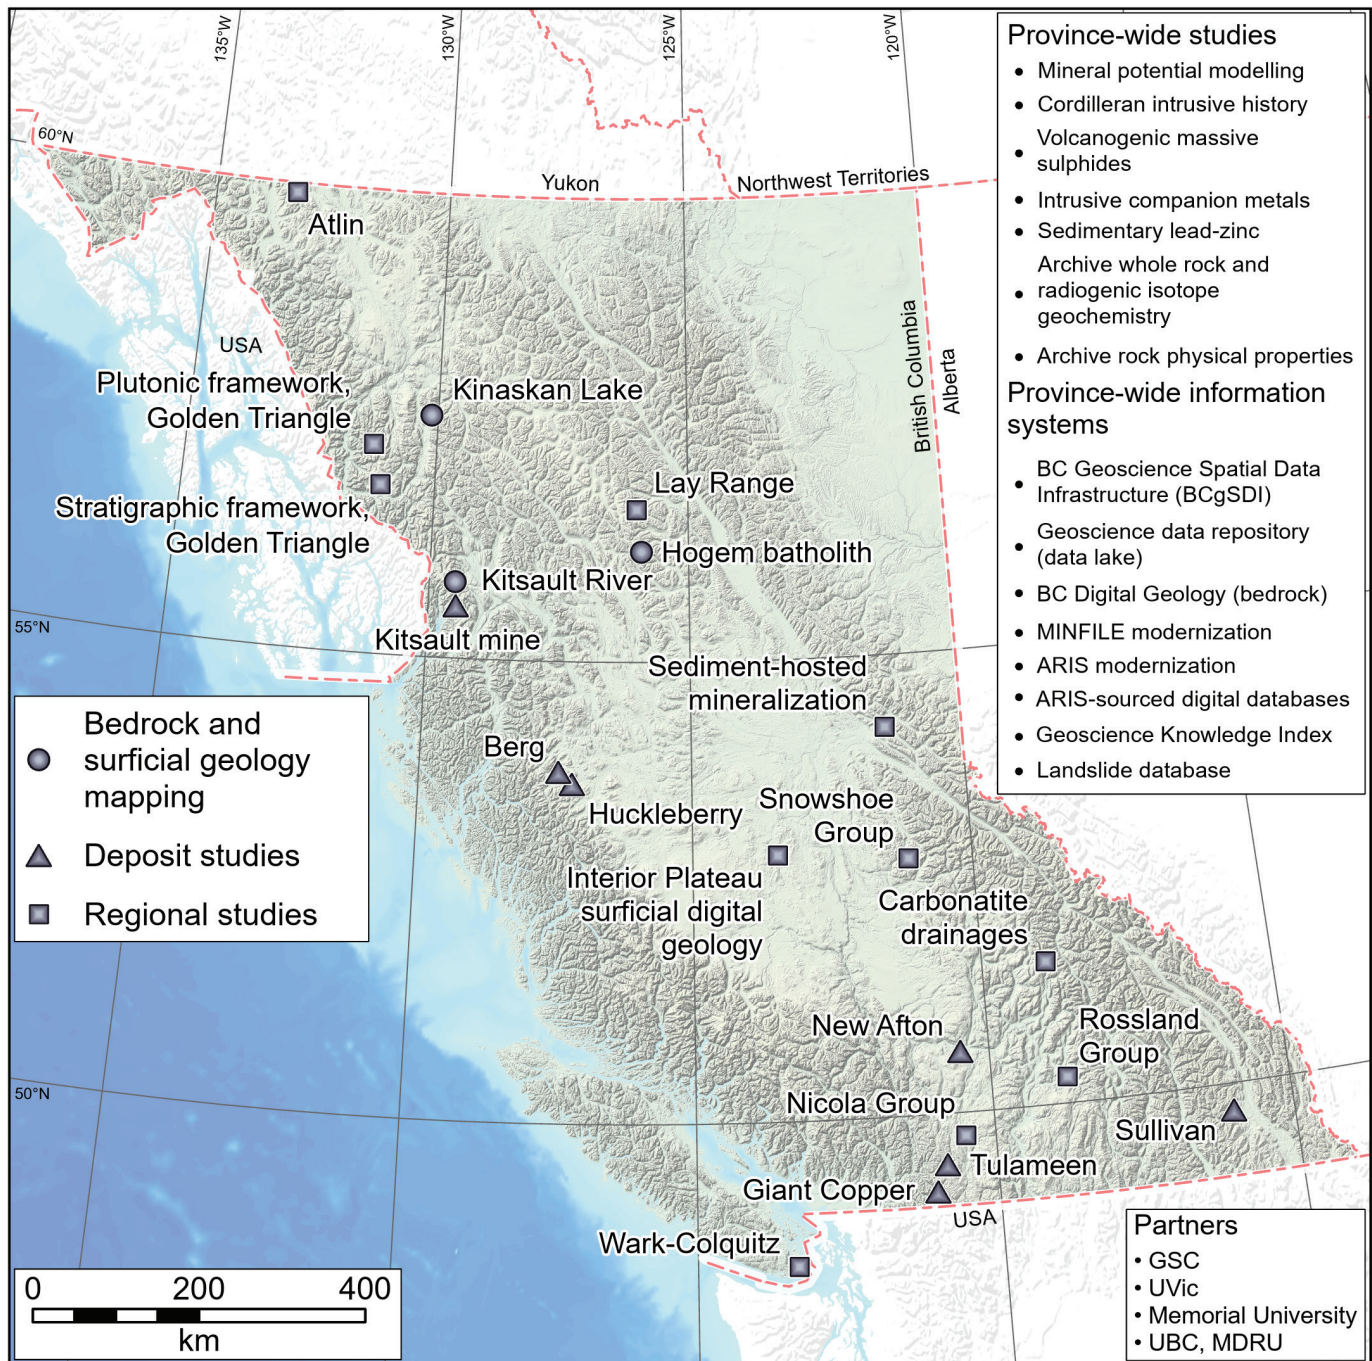 135°W
130°W
125°W
120°W
60°N
Yukon
Northwest Territories
Atlin
USA
British Columbia
Alberta
Plutonic framework,
Golden Triangle
Kinaskan Lake
Stratigraphic framework,
Golden Triangle
Lay Range
Hogem batholith
Kitsault River
Kitsault mine
55°N
Sediment-hosted
mineralization
Berg
Huckleberry
Snowshoe
Group
Interior Plateau
surficial digital
geology
Carbonatite
drainages
New Afton
Rossland
Group
50°N
Nicola Group
Sullivan
Tulameen
Giant Copper
USA
Wark-Colquitz
Province-wide studies
• Mineral potential modelling
• Cordilleran intrusive history
• Volcanogenic massive
sulphides
• Intrusive companion metals
• Sedimentary lead-zinc
• Archive whole rock and
radiogenic isotope
geochemistry
• Archive rock physical properties
Province-wide information
systems
• BC Geoscience Spatial Data
Infrastructure (BCgSDI)
• Geoscience data repository
(data lake)
• BC Digital Geology (bedrock)
• MINFILE modernization
• ARIS modernization
• ARIS-sourced digital databases
• Geoscience Knowledge Index
• Landslide database
Bedrock and
surficial geology
mapping
Deposit studies
Regional studies
0 200 400
km
Partners
• GSC
• UVic
• Memorial University
• UBC, MDRU